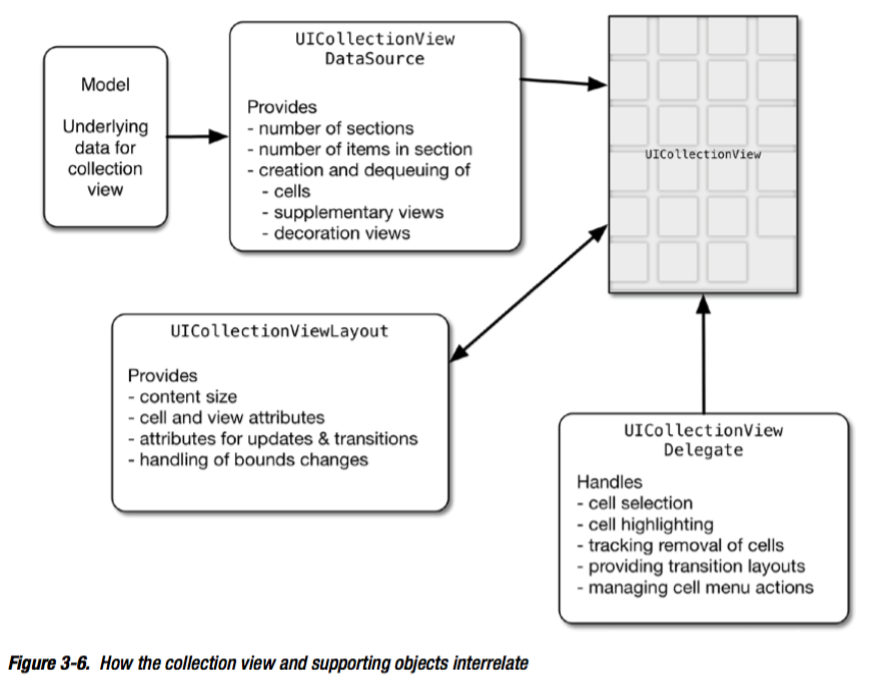 Model
Underlying
data for
collection
view
UICollectionView
DataSource
Provides
- number of sections
- number of items in section
- creation and dequeuing of
- cells
- supplementary views
- decoration views
UICollectionView
UICollectionViewLayout
Provides
- content size
- cell and view attributes
- attributes for updates & transitions
- handling of bounds changes
UICollectionView
Delegate
Handles
- cell selection
- cell highlighting
- tracking removal of cells
- providing transition layouts
- managing cell menu actions
Figure 3-6. How the collection view and supporting objects interrelate